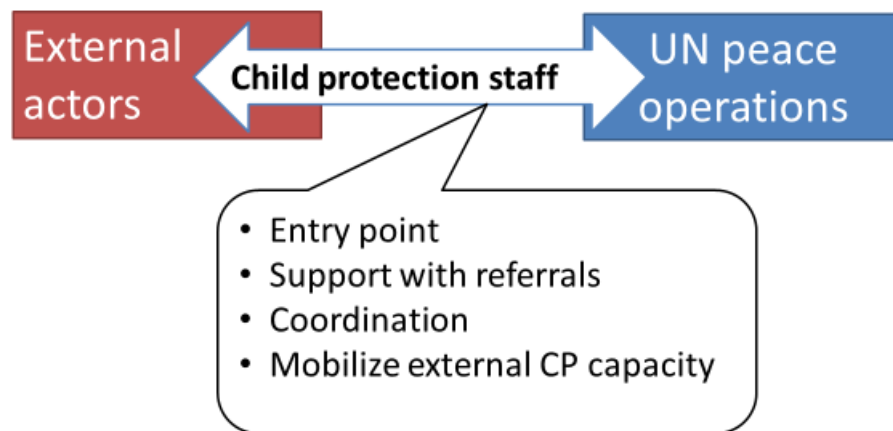 External
actors
Child protection staff
UN peace
operations
• Entry point
• Support with referrals
• Coordination
• Mobilize external CP capacity